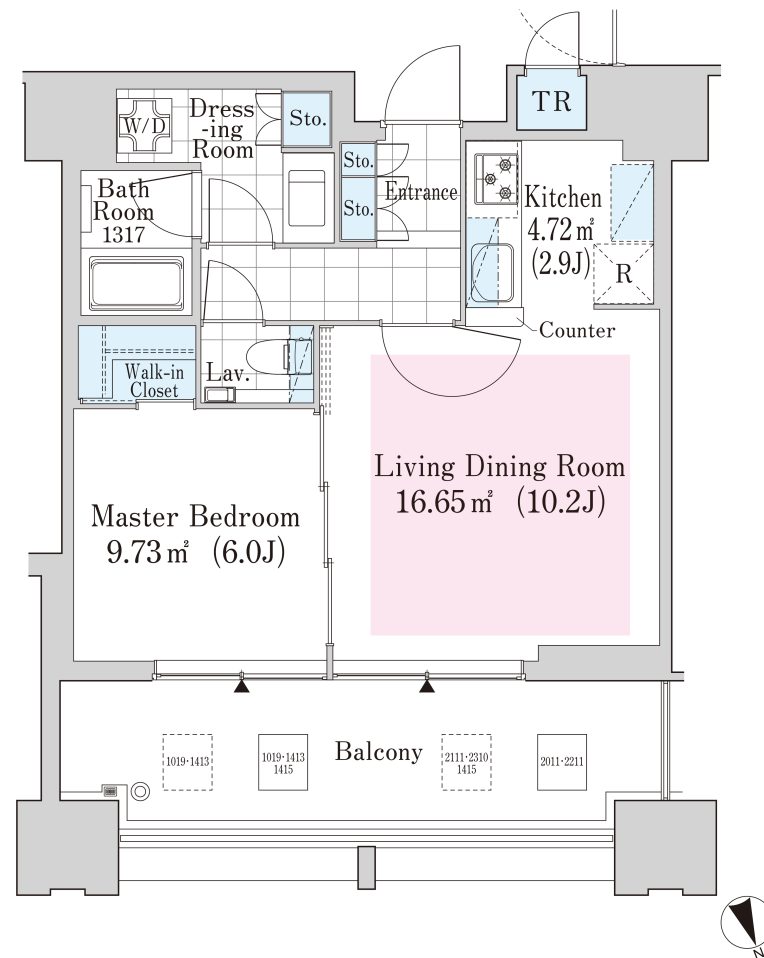 TR
W/D
Dress
-ing
Room
Sto.
Sto.
Sto.
Entrance
Bath
Room
1317
Kitchen
4.72㎡
(2.9J)
R
Counter
Walk-in
Closet
Lav.
Living Dining Room
16.65㎡ (10.2J)
Master Bedroom
9.73㎡ (6.0J)
Balcony
1019·1413
1019·1413
1415
2111·2310
1415
2011·2211
N